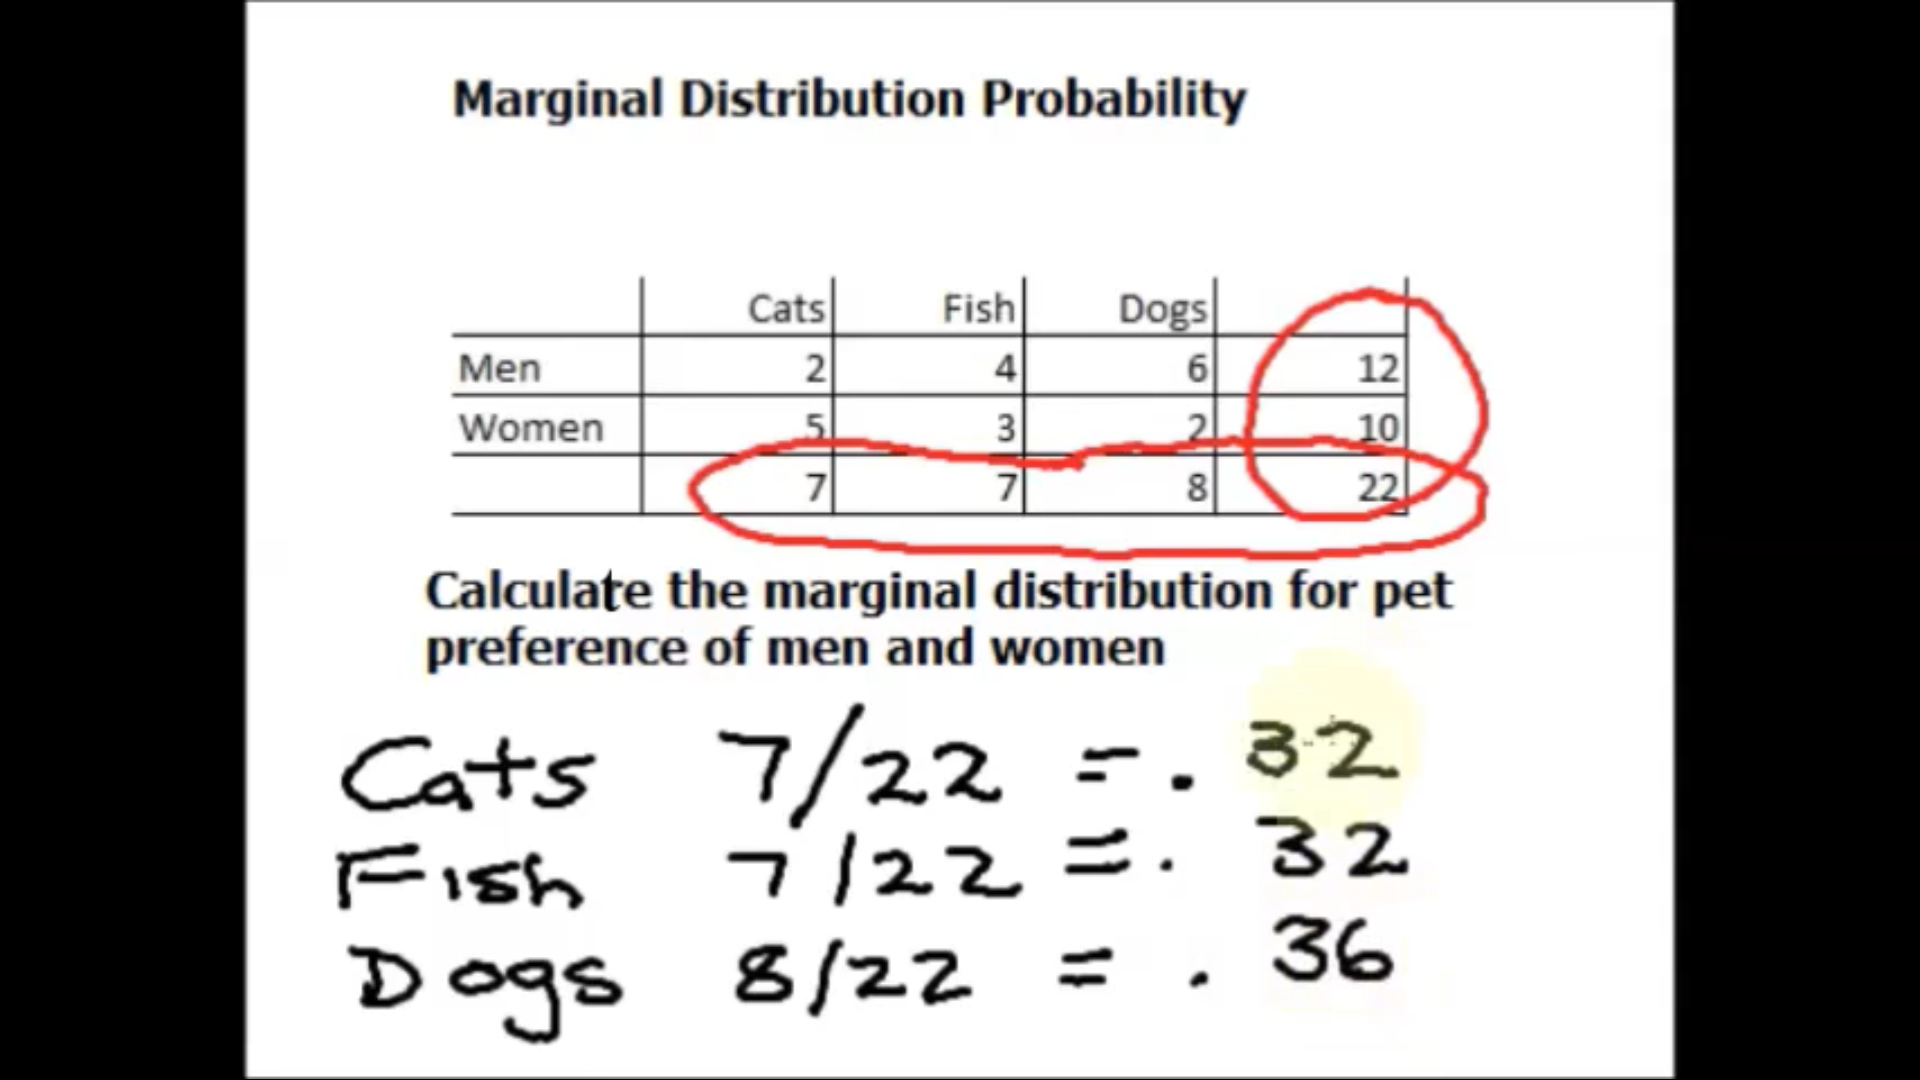 Marginal Distribution Probability
Cats Fish Dogs
Men 2 4 6 12
Women 5 3 2 10
7 7 8 22
Calculate the marginal distribution for pet
preference of men and women
Cats 7/22 = . 32
Fish 7/22 = . 32
Dogs 8/22 = . 36